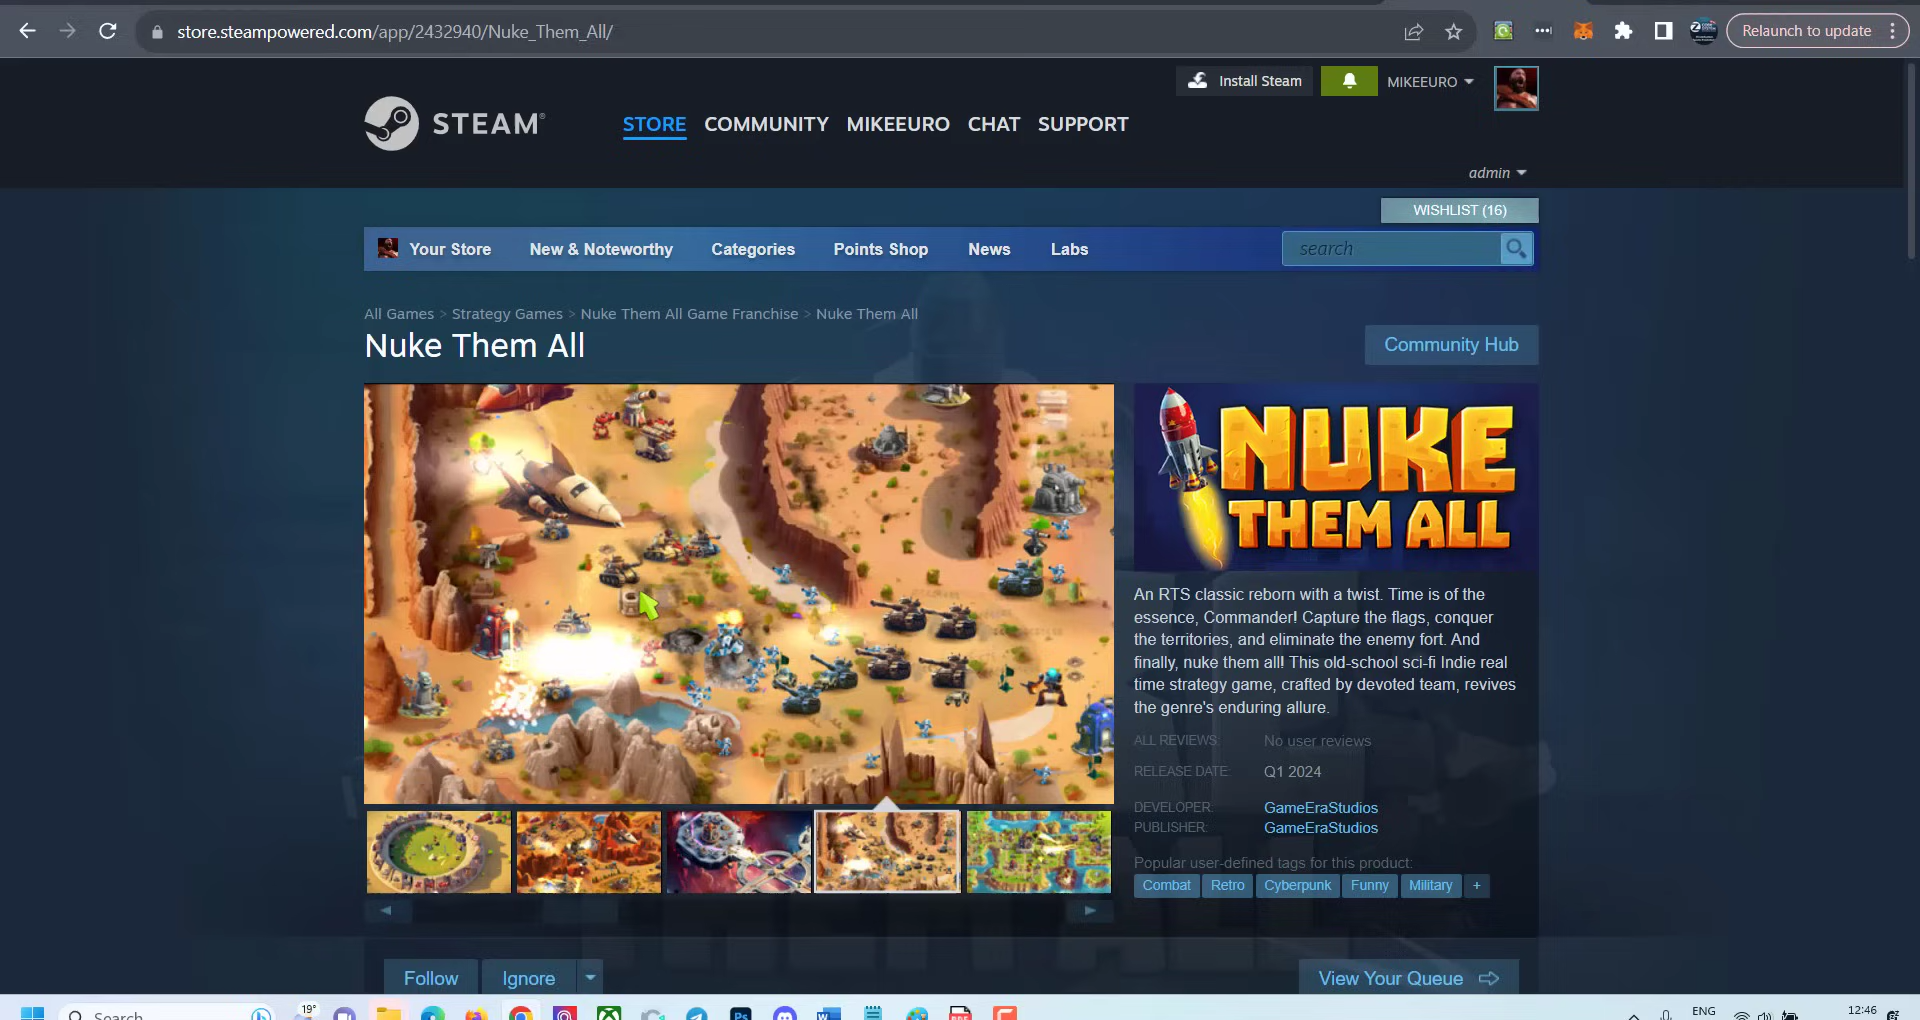 store.steampowered.com/app/2432940/Nuke_Them_All/
Relaunch to update
Install Steam
MIKEEURO
STEAM®
STORE
COMMUNITY
MIKEEURO
CHAT
SUPPORT
admin
WISHLIST (16)
Your Store
New & Noteworthy
Categories
Points Shop
News
Labs
search
All Games > Strategy Games > Nuke Them All Game Franchise > Nuke Them All
Nuke Them All
Community Hub
NUKE
THEM ALL
An RTS classic reborn with a twist. Time is of the
essence, Commander! Capture the flags, conquer
the territories, and eliminate the enemy fort. And
finally, nuke them all! This old-school sci-fi Indie real
time strategy game, crafted by devoted team, revives
the genre's enduring allure.
ALL REVIEWS: No user reviews
RELEASE DATE: Q1 2024
DEVELOPER: GameEraStudios
PUBLISHER: GameEraStudios
Popular user-defined tags for this product:
Combat
Retro
Cyberpunk
Funny
Military
+
Follow
Ignore
View Your Queue
Search
19°
Ps
W
PDF
ENG
12:46